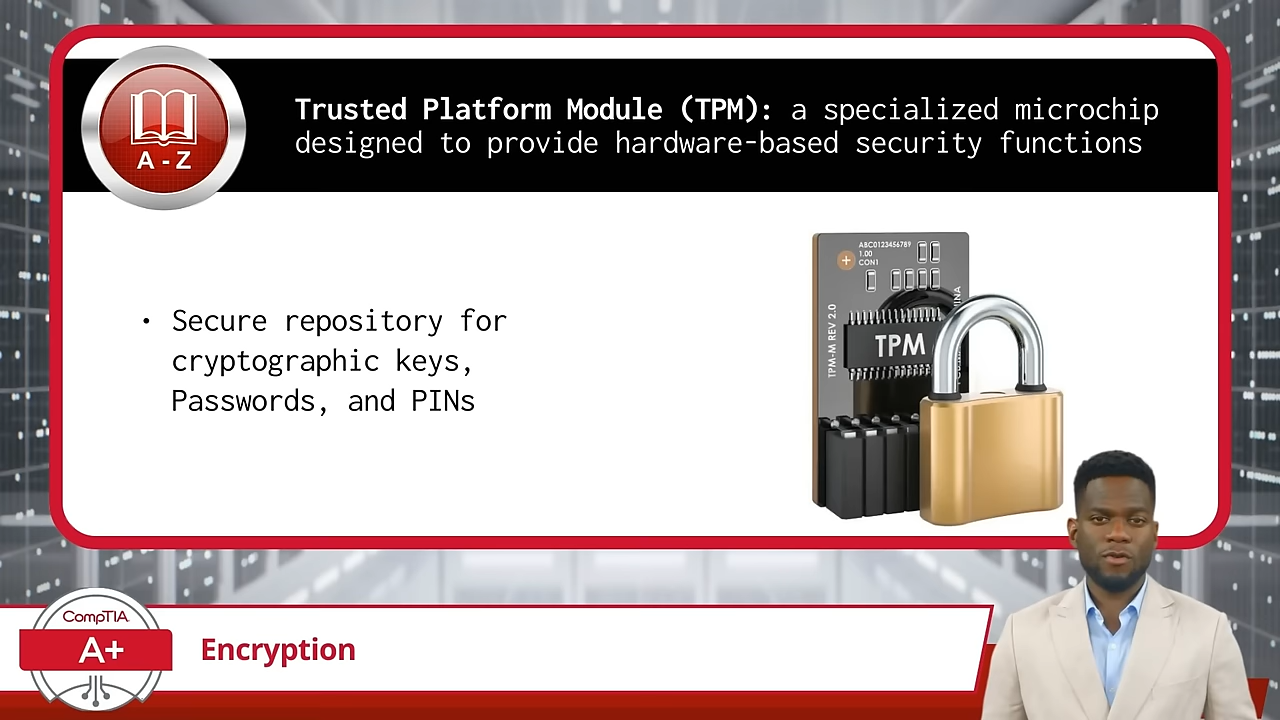 Trusted Platform Module (TPM): a specialized microchip
designed to provide hardware-based security functions
A-Z
• Secure repository for
cryptographic keys,
Passwords, and PINs
ABC0123456789
1.00
CON1
TPM-M REV 2.0
TPM
CompTIA
A+
Encryption